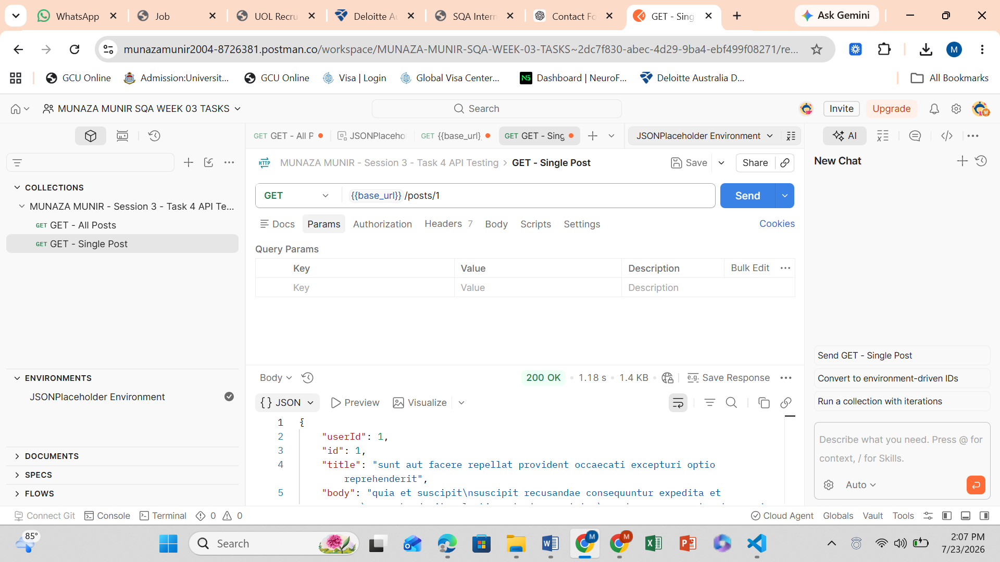 WhatsApp
Job
UOL Recru
Deloitte Au
SQA Intern
Contact Fo
GET - Sing
Ask Gemini
munazamunir2004-8726381.postman.co/workspace/MUNAZA-MUNIR-SQA-WEEK-03-TASKS~2dc7f830-abec-4d29-9ba4-ebf499f08271/re...
M
GCU Online
Admission:Universit...
GCU Online
Visa | Login
Global Visa Center...
Dashboard | NeuroF...
Deloitte Australia D...
All Bookmarks
MUNAZA MUNIR SQA WEEK 03 TASKS
Search
Invite
Upgrade
GET GET - All P
JSONPlaceho
GET {{base_url}
GET GET - Sing
JSONPlaceholder Environment
AI
HTTP MUNAZA MUNIR - Session 3 - Task 4 API Testing > GET - Single Post
Save
Share
New Chat
COLLECTIONS
MUNAZA MUNIR - Session 3 - Task 4 API Te...
GET GET - All Posts
GET GET - Single Post
GET
{{base_url}}/posts/1
Send
Docs
Params
Authorization
Headers 7
Body
Scripts
Settings
Cookies
Query Params
Key Value Description Bulk Edit
Key Value Description
Send GET - Single Post
Convert to environment-driven IDs
Run a collection with iterations
Describe what you need. Press @ for
context, / for Skills.
Auto
ENVIRONMENTS
JSONPlaceholder Environment
DOCUMENTS
SPECS
FLOWS
Body
200 OK • 1.18 s • 1.4 KB
e.g. Save Response
{} JSON
Preview
Visualize
1 {
2 "userId": 1,
3 "id": 1,
4 "title": "sunt aut facere repellat provident occaecati excepturi optio
reprehenderit",
5 "body": "quia et suscipit\nsuscipit recusandae consequuntur expedita et
Connect Git
Console
Terminal
0
0
Cloud Agent
Globals
Vault
Tools
85°
Search
2:07 PM
7/23/2026